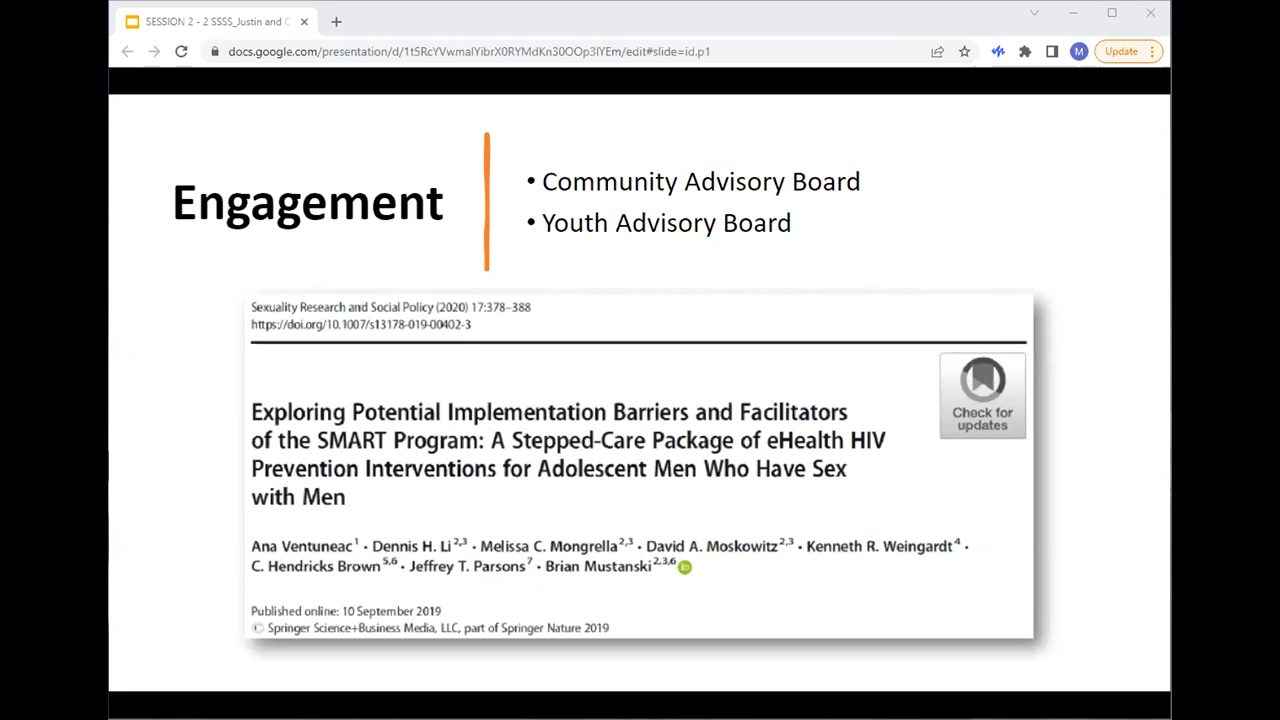 SESSION 2 - 2 SSSS_Justin and C
docs.google.com/presentation/d/1t5RcYVwmalYibrX0RYMdKn30OOp3lYEm/edit#slide=id.p1
M
Update
Engagement
• Community Advisory Board
• Youth Advisory Board
Sexuality Research and Social Policy (2020) 17:378–388
https://doi.org/10.1007/s13178-019-00402-3
Check for
updates
Exploring Potential Implementation Barriers and Facilitators
of the SMART Program: A Stepped-Care Package of eHealth HIV
Prevention Interventions for Adolescent Men Who Have Sex
with Men
Ana Ventuneac1 · Dennis H. Li2,3 · Melissa C. Mongrella2,3 · David A. Moskowitz2,3 · Kenneth R. Weingardt4 ·
C. Hendricks Brown5,6 · Jeffrey T. Parsons7 · Brian Mustanski2,3,6 iD
Published online: 10 September 2019
© Springer Science+Business Media, LLC, part of Springer Nature 2019